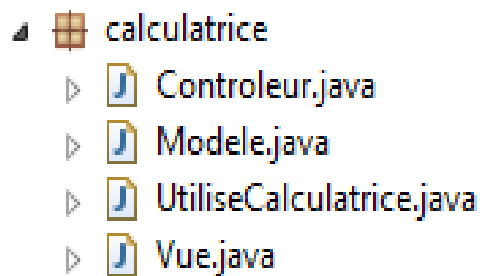 calculatrice
Controleur.java
Modele.java
UtiliseCalculatrice.java
Vue.java